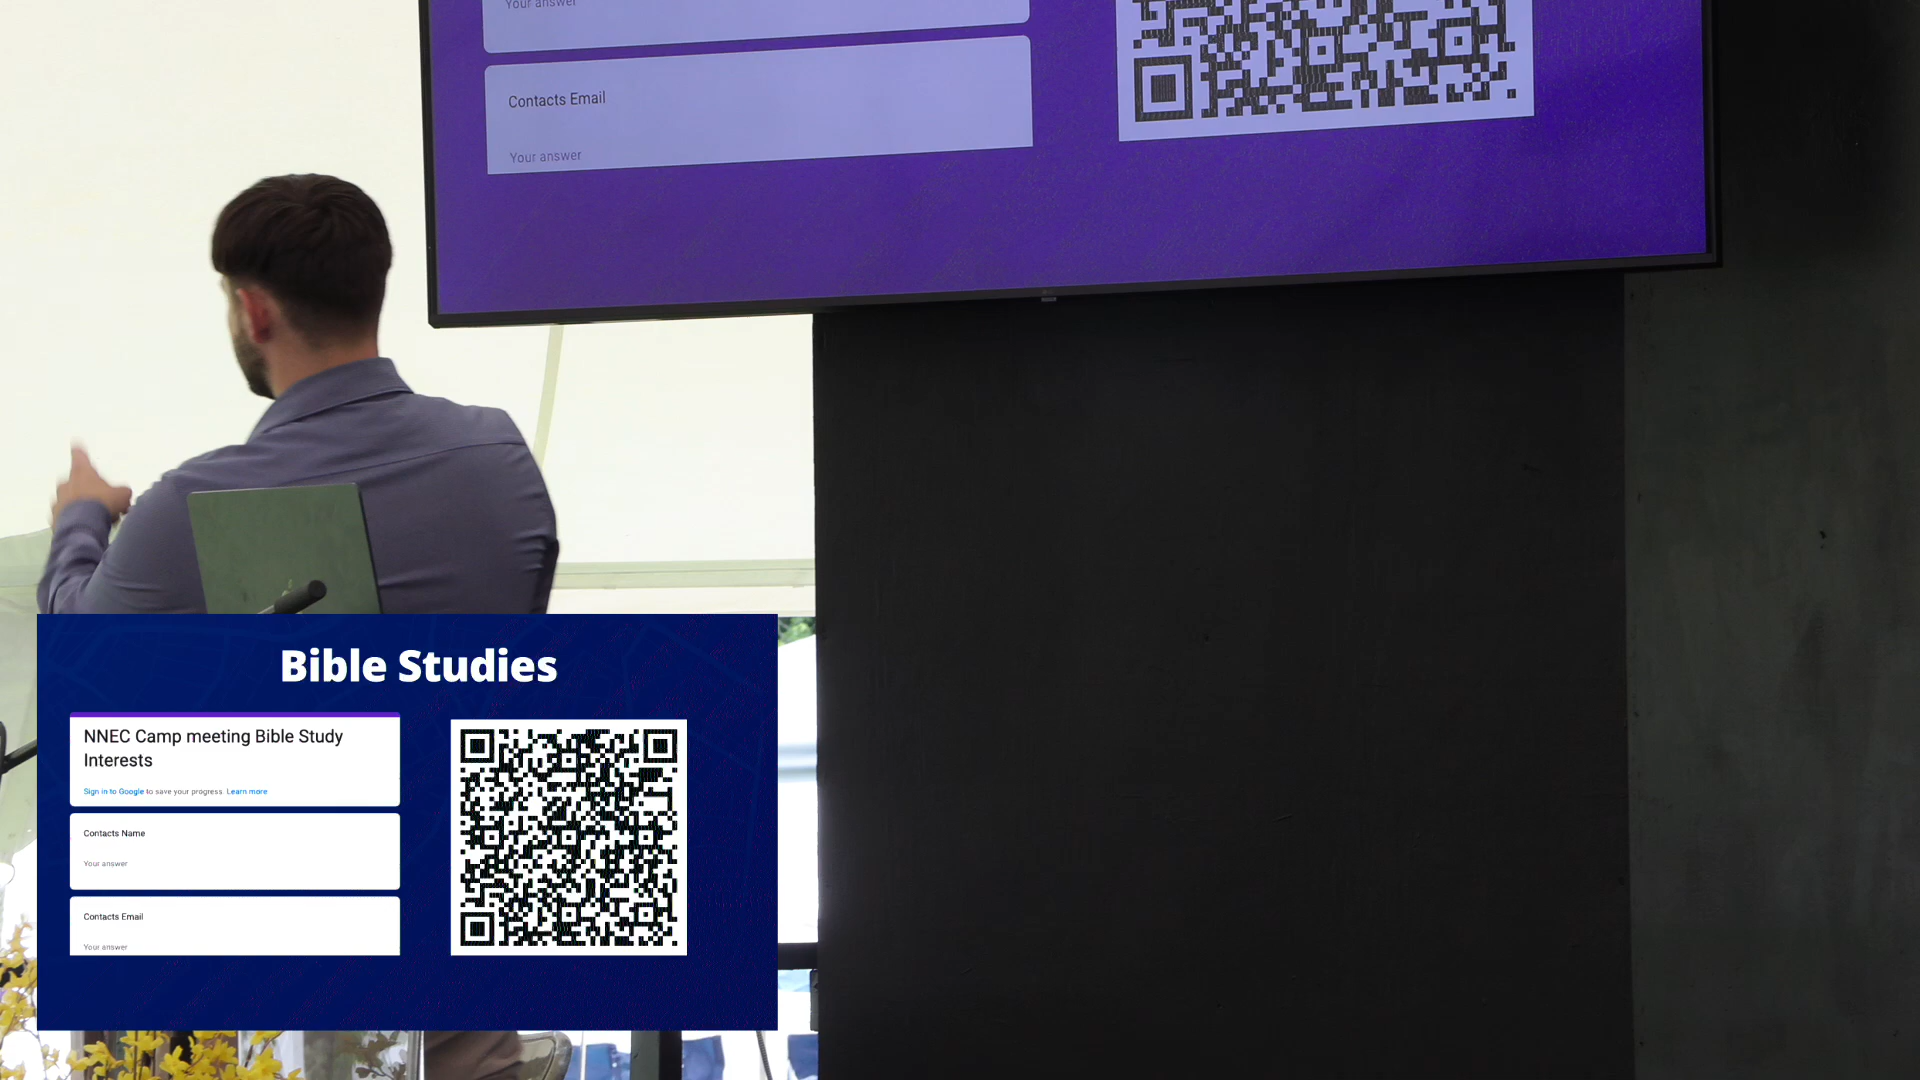 Your answer
Contacts Email
Your answer
Bible Studies
NNEC Camp meeting Bible Study
Interests
Sign in to Google to save your progress. Learn more
Contacts Name
Your answer
Contacts Email
Your answer